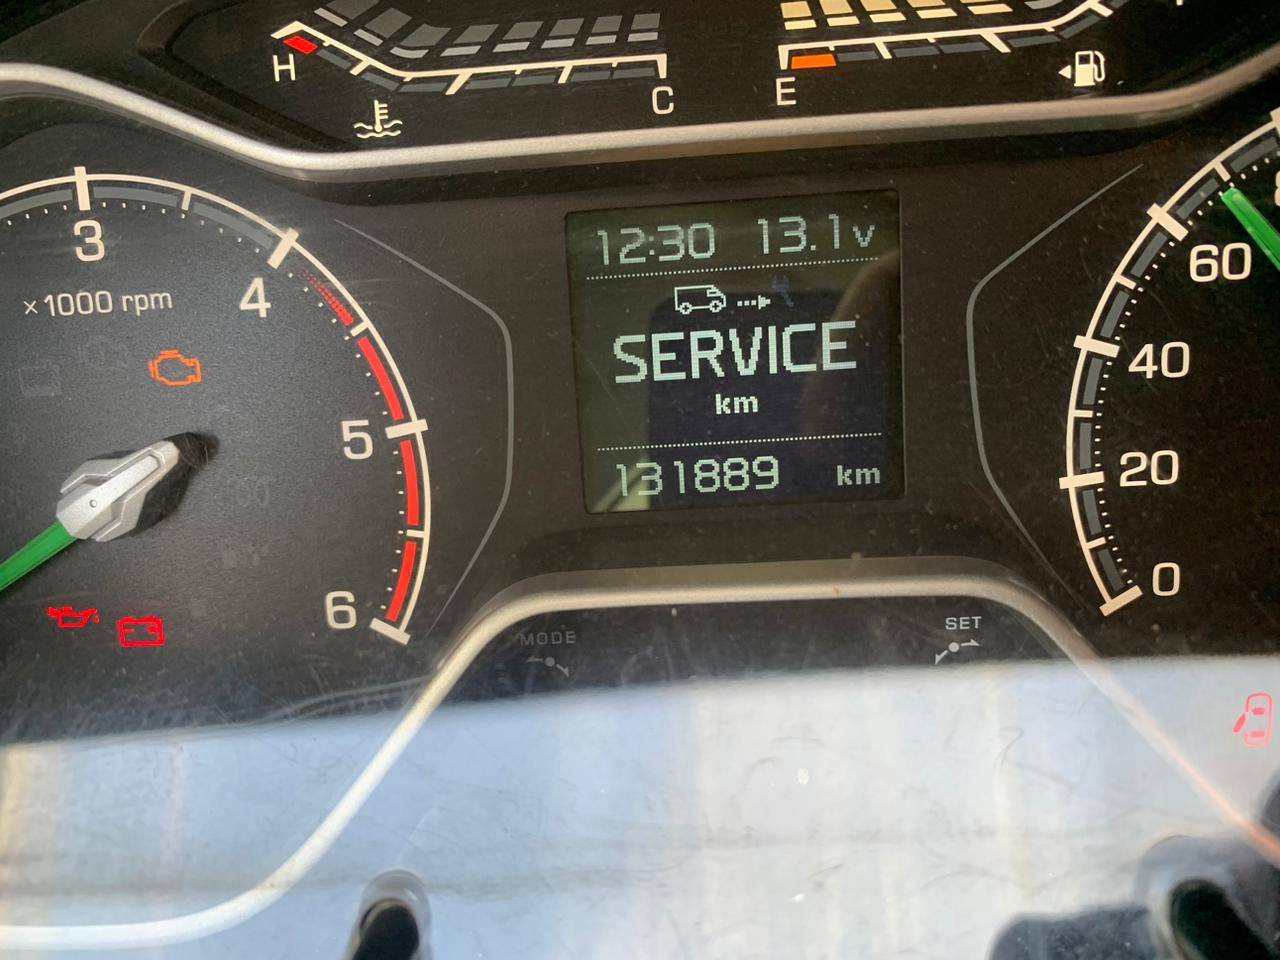 H
C
E
3
4
x1000 rpm
5
6
12:30 13.1v
SERVICE
km
131889 km
60
40
20
0
MODE
SET